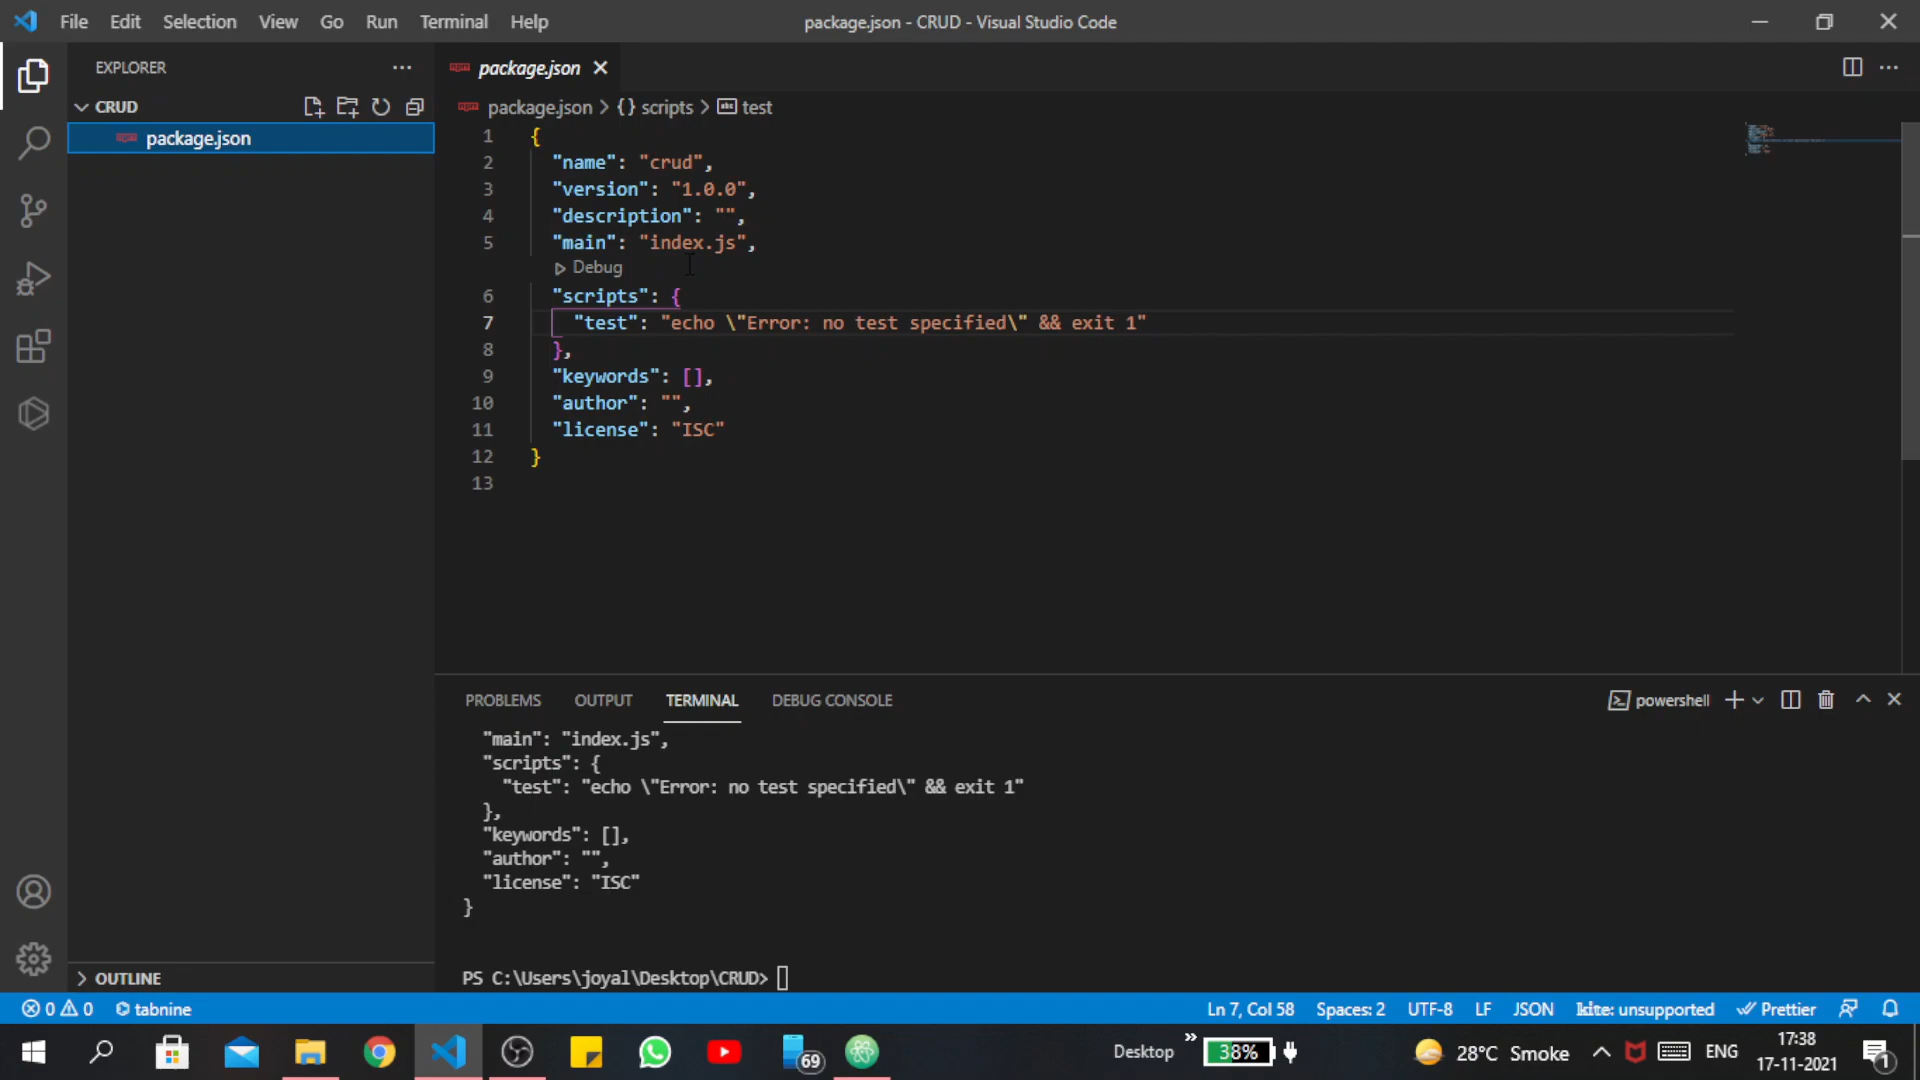 File Edit Selection View Go Run Terminal Help
package.json - CRUD - Visual Studio Code
EXPLORER
CRUD
package.json
OUTLINE
package.json
package.json > {} scripts > test
1 {
2 "name": "crud",
3 "version": "1.0.0",
4 "description": "",
5 "main": "index.js",
Debug
6 "scripts": {
7 "test": "echo \"Error: no test specified\" && exit 1"
8 },
9 "keywords": [],
10 "author": "",
11 "license": "ISC"
12 }
13
PROBLEMS OUTPUT TERMINAL DEBUG CONSOLE
powershell
"main": "index.js",
"scripts": {
"test": "echo \"Error: no test specified\" && exit 1"
},
"keywords": [],
"author": "",
"license": "ISC"
}
PS C:\Users\joyal\Desktop\CRUD>
0 0 tabnine
Ln 7, Col 58 Spaces: 2 UTF-8 LF JSON kite: unsupported Prettier
69
Desktop
38%
28°C Smoke
ENG
17:38
17-11-2021
1